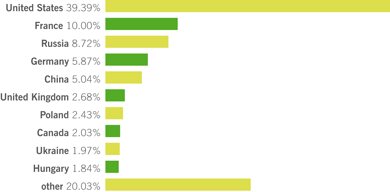 United States 39.39%
France 10.00%
Russia 8.72%
Germany 5.87%
China 5.04%
United Kingdom 2.68%
Poland 2.43%
Canada 2.03%
Ukraine 1.97%
Hungary 1.84%
other 20.03%